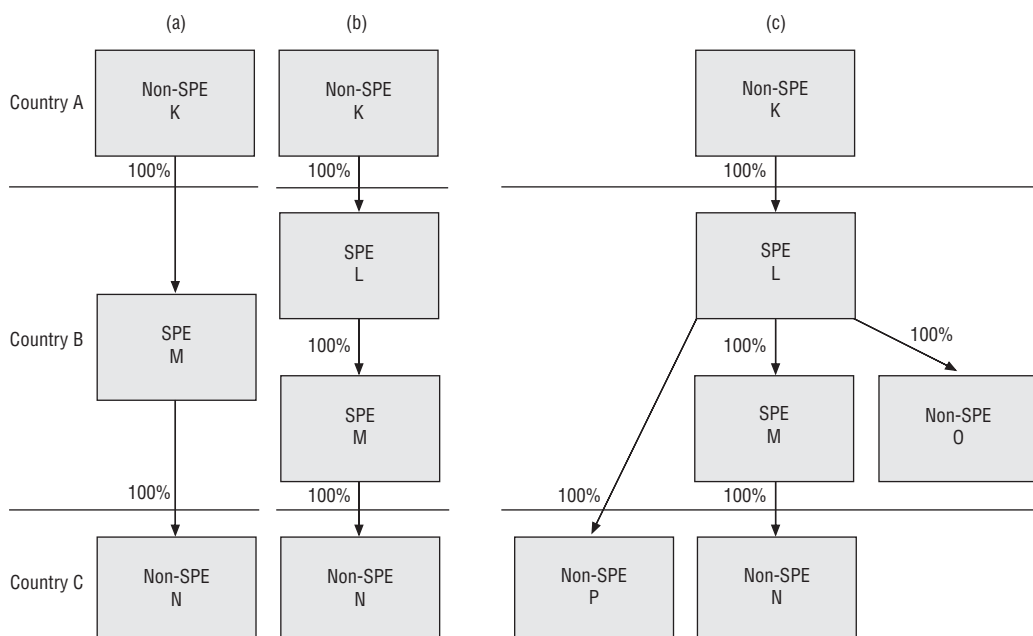 (a) (b) (c)
Country A
Non-SPE
K
Non-SPE
K
Non-SPE
K
100% 100% 100%
SPE
L
SPE
L
Country B
SPE
M
100% 100% 100%
SPE
M
SPE
M
Non-SPE
O
100% 100% 100% 100%
Country C
Non-SPE
N
Non-SPE
N
Non-SPE
P
Non-SPE
N